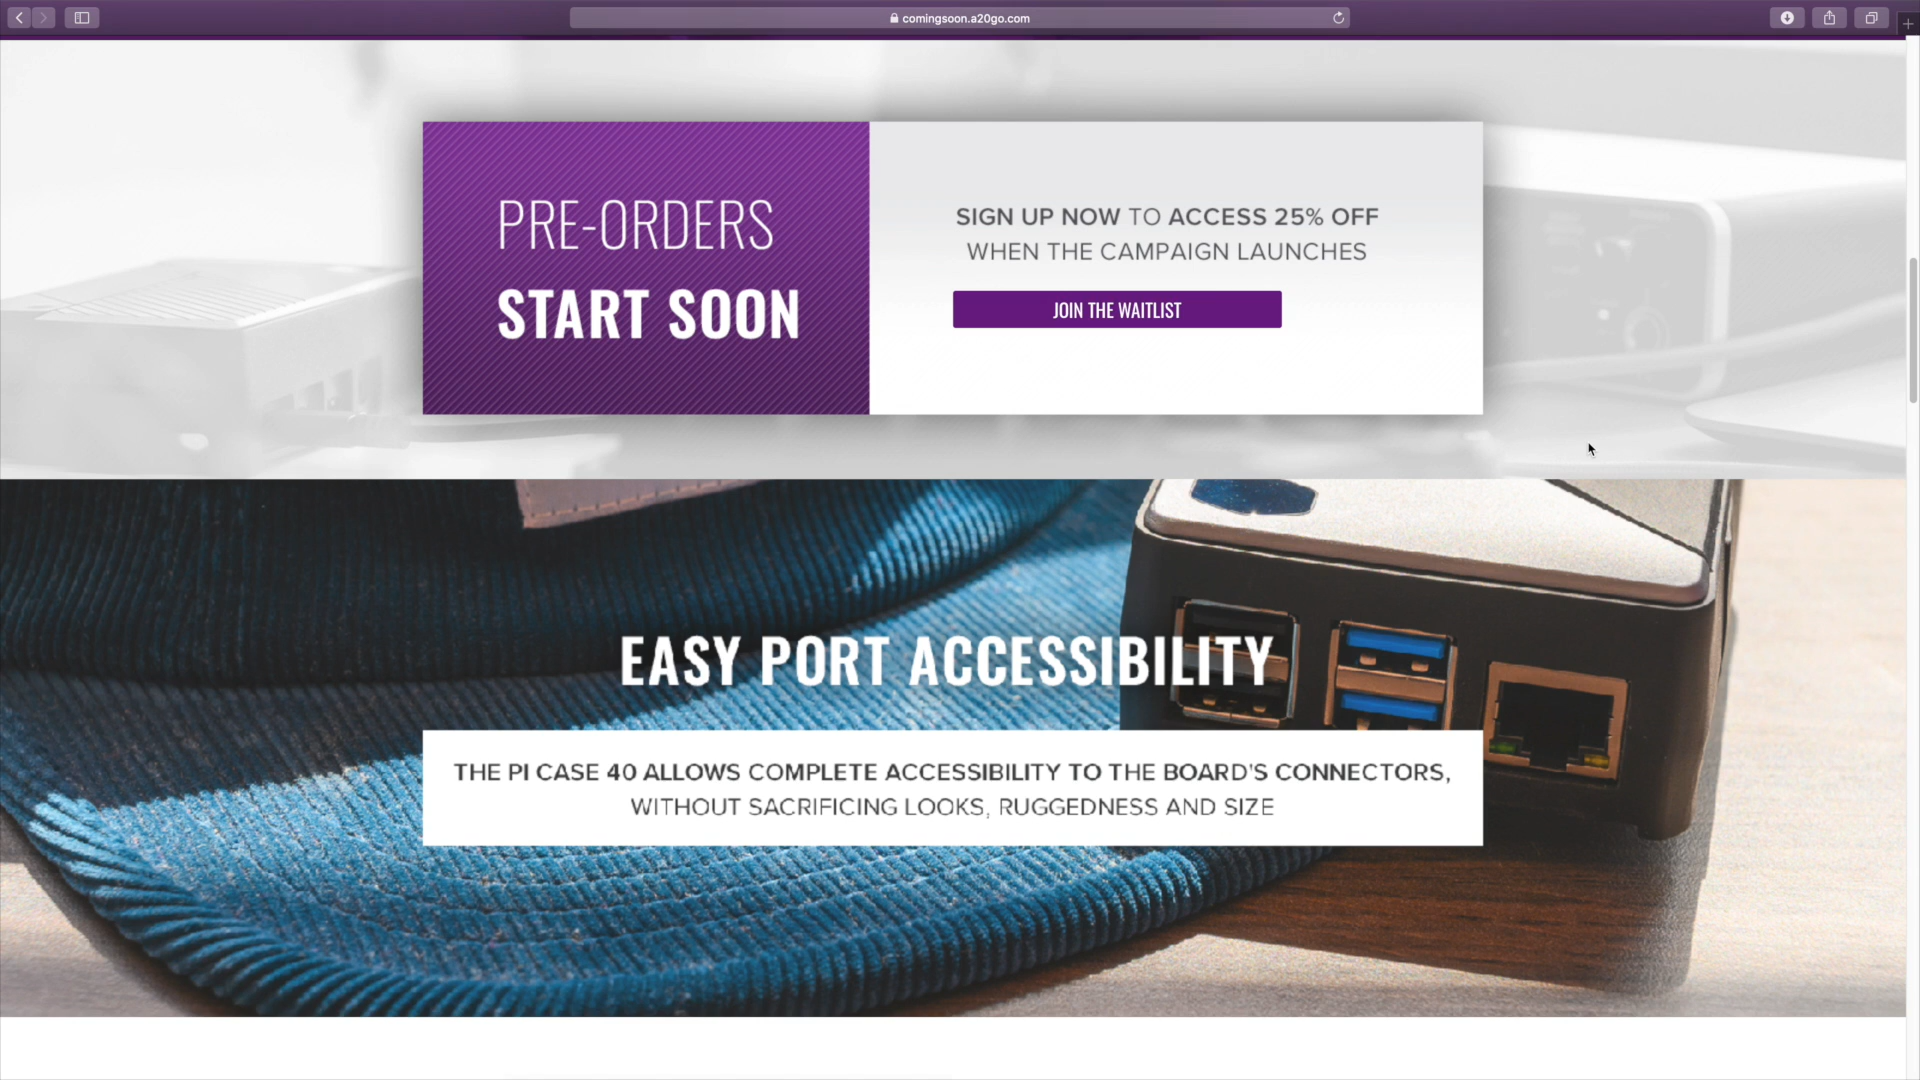 comingsoon.a20go.com
PRE-ORDERS
START SOON
SIGN UP NOW TO ACCESS 25% OFF
WHEN THE CAMPAIGN LAUNCHES
JOIN THE WAITLIST
EASY PORT ACCESSIBILITY
THE PI CASE 40 ALLOWS COMPLETE ACCESSIBILITY TO THE BOARD'S CONNECTORS,
WITHOUT SACRIFICING LOOKS, RUGGEDNESS AND SIZE